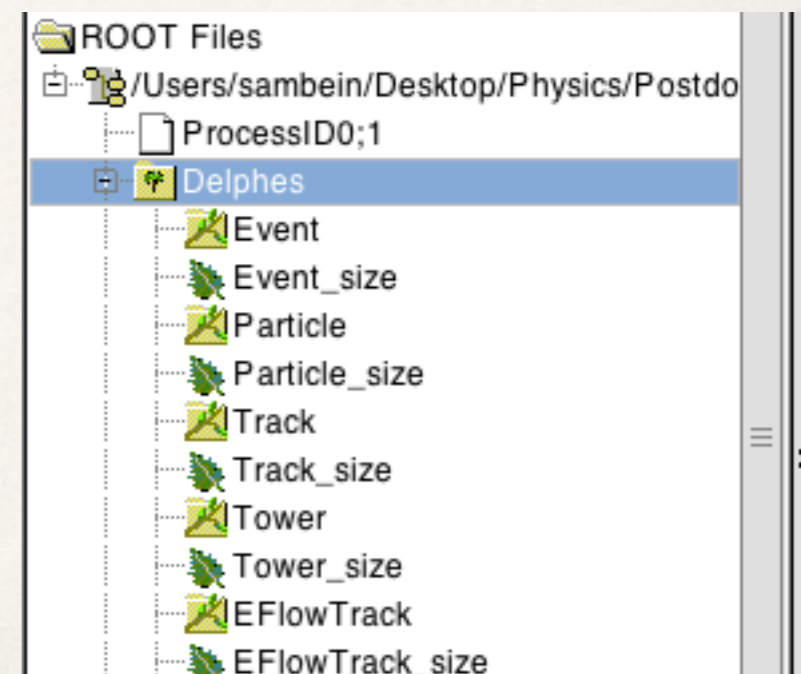 ROOT Files
/Users/sambein/Desktop/Physics/Postdo
ProcessID0;1
Delphes
Event
Event_size
Particle
Particle_size
Track
Track_size
Tower
Tower_size
EFlowTrack
EFlowTrack_size